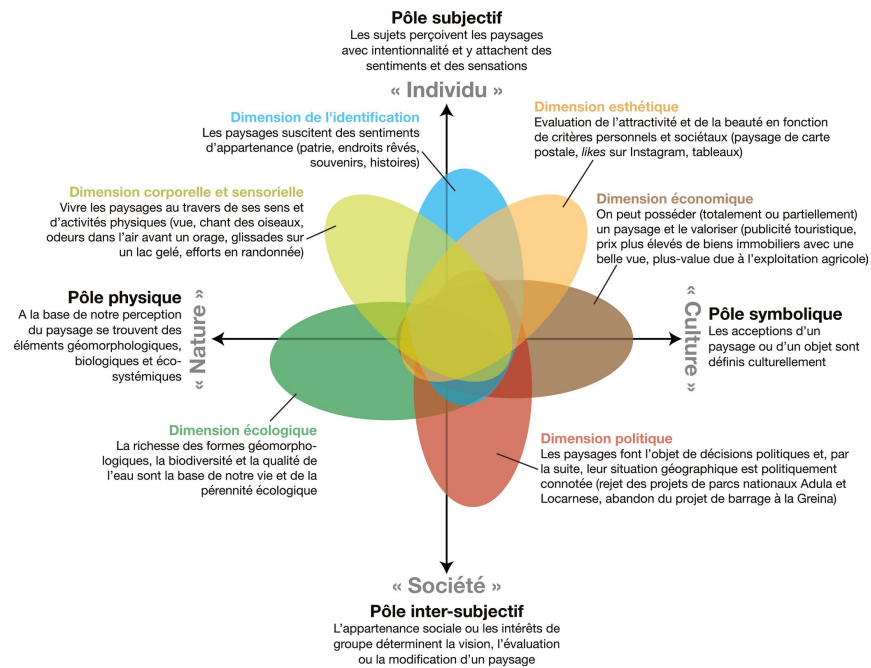 Pôle subjectif
Les sujets perçoivent les paysages
avec intentionnalité et y attachent des
sentiments et des sensations
« Individu »
Dimension de l'identification
Les paysages suscitent des sentiments
d'appartenance (patrie, endroits rêvés,
souvenirs, histoires)
Dimension esthétique
Evaluation de l'attractivité et de la beauté en fonction
de critères personnels et sociétaux (paysage de carte
postale, likes sur Instagram, tableaux)
Dimension corporelle et sensorielle
Vivre les paysages au travers de ses sens et
d'activités physiques (vue, chant des oiseaux,
odeurs dans l'air avant un orage, glissades sur
un lac gelé, efforts en randonnée)
Dimension économique
On peut posséder (totalement ou partiellement)
un paysage et le valoriser (publicité touristique,
prix plus élevés de biens immobiliers avec une
belle vue, plus-value due à l'exploitation agricole)
Pôle physique
A la base de notre perception
du paysage se trouvent des
éléments géomorphologiques,
biologiques et éco-
systémiques
« Nature »
« Culture »
Pôle symbolique
Les acceptions d'un
paysage ou d'un objet sont
définis culturellement
Dimension écologique
La richesse des formes géomorpho-
logiques, la biodiversité et la qualité de
l'eau sont la base de notre vie et de la
pérennité écologique
Dimension politique
Les paysages font l'objet de décisions politiques et, par
la suite, leur situation géographique est politiquement
connotée (rejet des projets de parcs nationaux Adula et
Locarnese, abandon du projet de barrage à la Greina)
« Société »
Pôle inter-subjectif
L'appartenance sociale ou les intérêts de
groupe déterminent la vision, l'évaluation
ou la modification d'un paysage